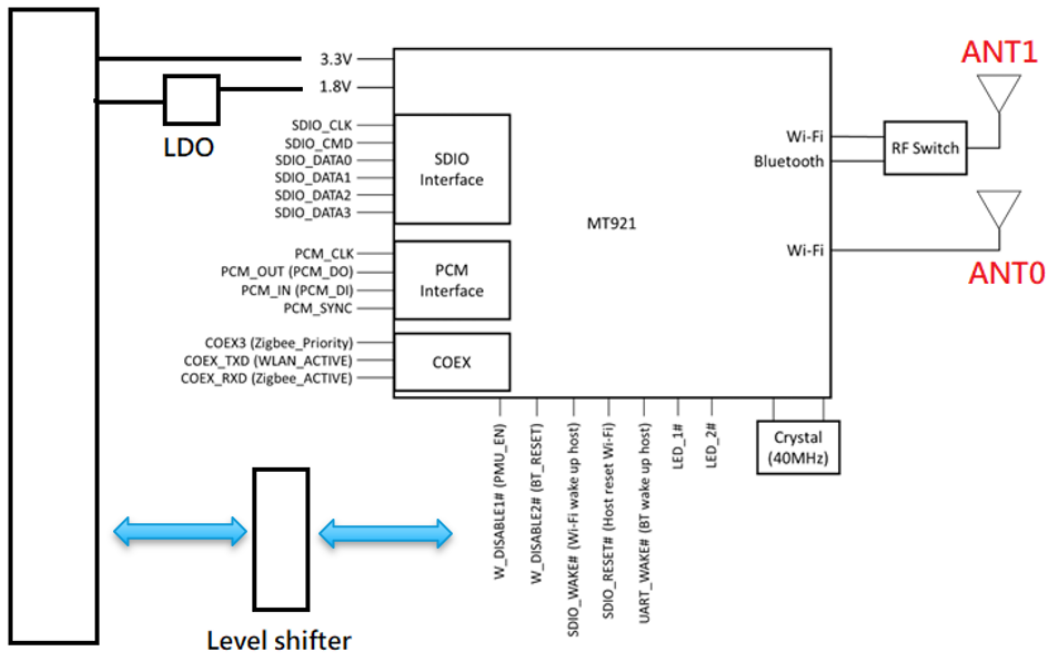 3.3V
1.8V
LDO
SDIO_CLK
SDIO_CMD
SDIO_DATA0
SDIO_DATA1
SDIO_DATA2
SDIO_DATA3
SDIO
Interface
PCM_CLK
PCM_OUT (PCM_DO)
PCM_IN (PCM_DI)
PCM_SYNC
PCM
Interface
COEX3 (Zigbee_Priority)
COEX_TXD (WLAN_ACTIVE)
COEX_RXD (Zigbee_ACTIVE)
COEX
MT921
Wi-Fi
Bluetooth
RF Switch
ANT1
Wi-Fi
ANT0
W_DISABLE1# (PMU_EN)
W_DISABLE2# (BT_RESET)
SDIO_WAKE# (Wi-Fi wake up host)
SDIO_RESET# (Host reset Wi-Fi)
UART_WAKE# (BT wake up host)
LED_1#
LED_2#
Crystal
(40MHz)
Level shifter